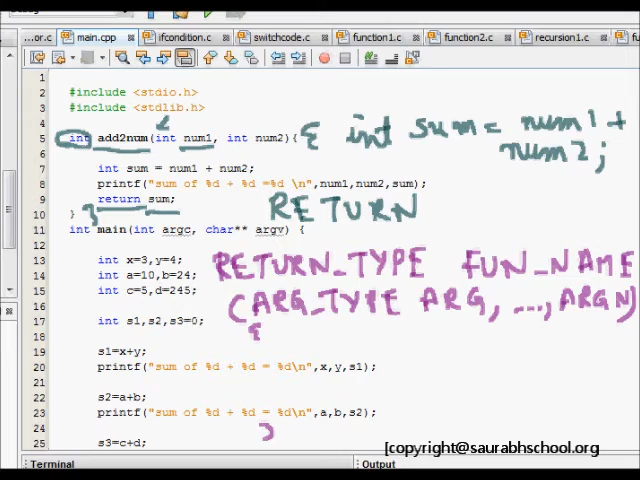 ...or.c main.cpp ifcondition.c switchcode.c function1.c function2.c recursion1.c fu
1
2 #include <stdio.h>
3 #include <stdlib.h>
4
5 int add2num(int num1, int num2){ { int sum = num1 +
6 num2;
7 int sum = num1 + num2;
8 printf("sum of %d + %d =%d \n",num1,num2,sum);
9 return sum; RETURN
10 } }
11 int main(int argc, char** argv) {
12
13 int x=3,y=4; RETURN_TYPE FUN_NAME
14 int a=10,b=24;
15 int c=5,d=245; (ARG_TYPE ARG, ..., ARGN)
16 {
17 int s1,s2,s3=0;
18
19 s1=x+y;
20 printf("sum of %d + %d = %d\n",x,y,s1);
21
22 s2=a+b;
23 printf("sum of %d + %d = %d\n",a,b,s2);
24 }
25 s3=c+d;
[copyright@saurabhschool.org
Terminal Output